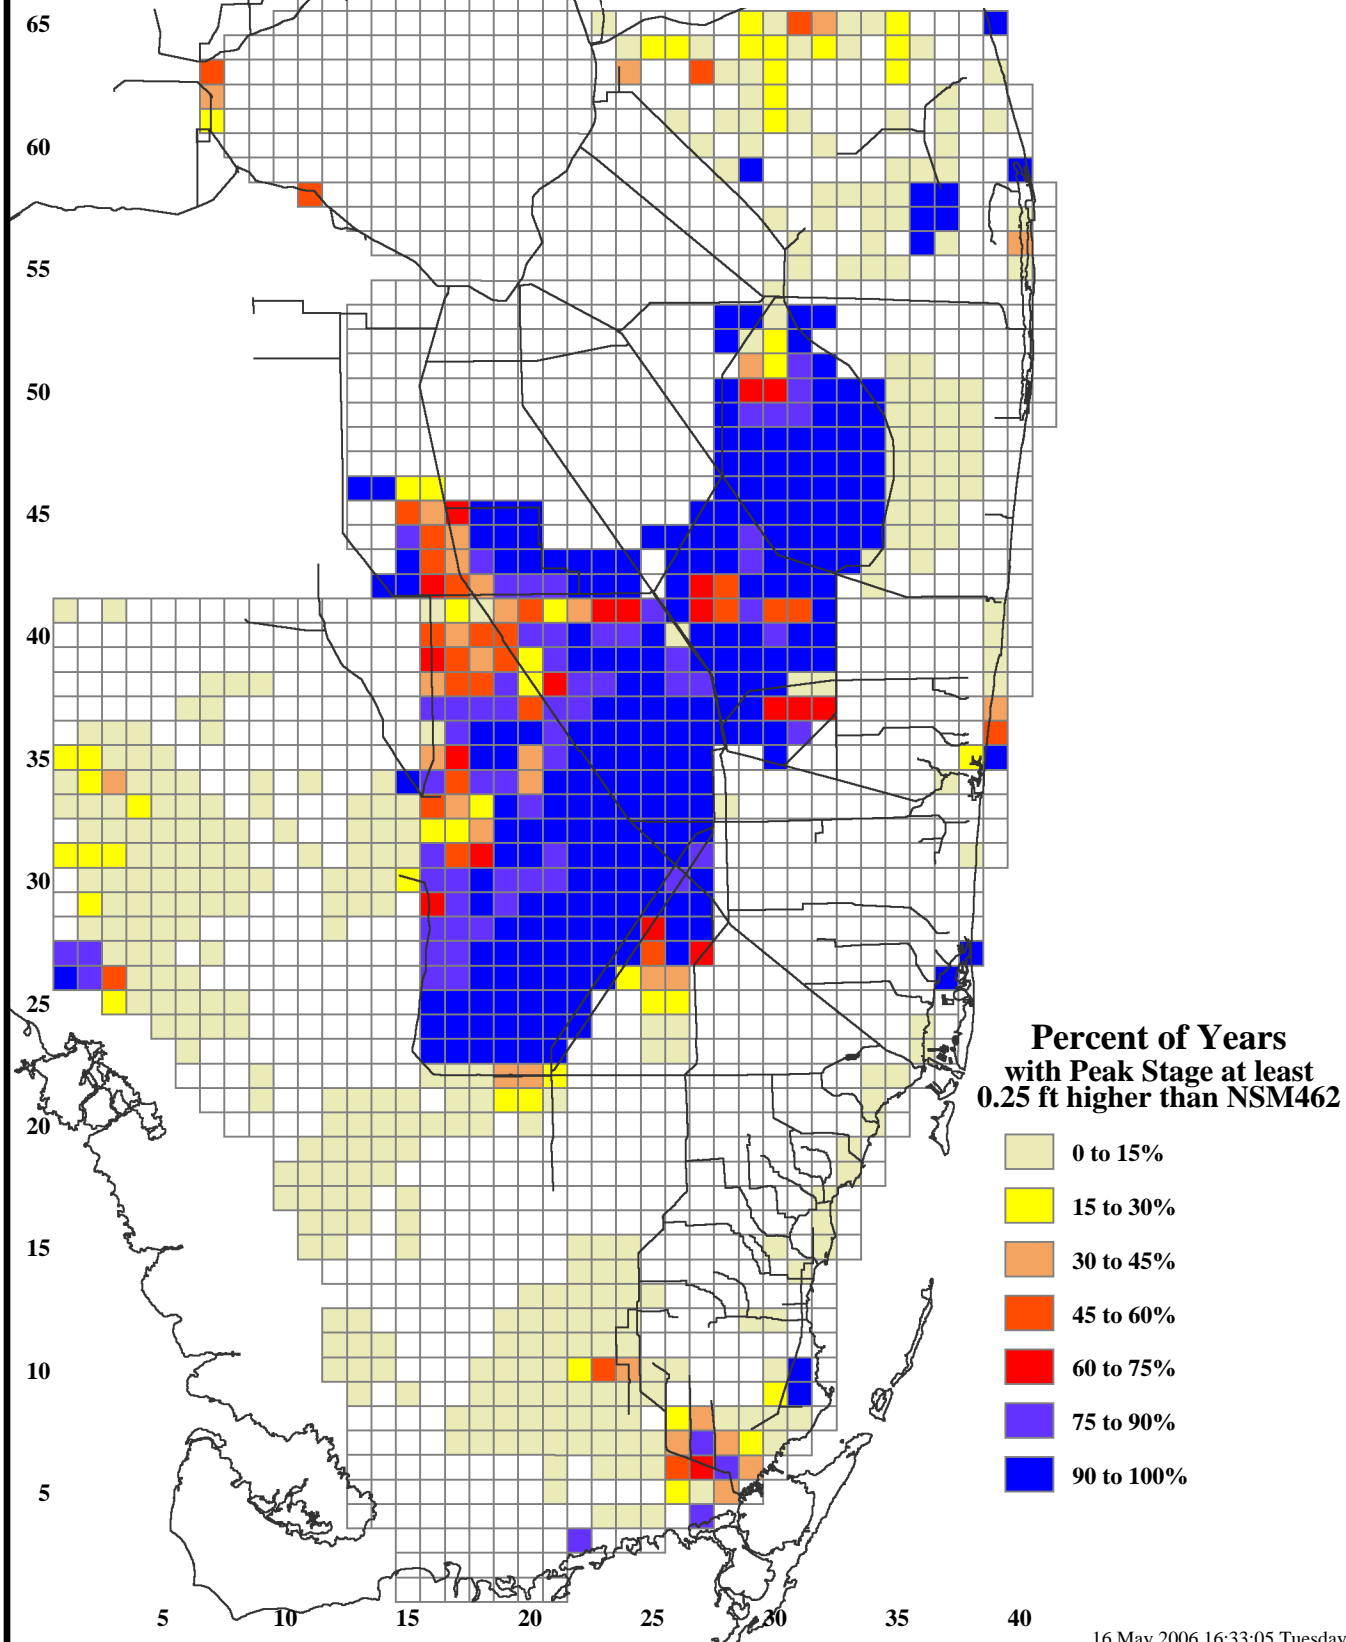 65
60
55
50
45
40
35
30
25
20
15
10
5
5 10 15 20 25 30 35 40
Percent of Years
with Peak Stage at least
0.25 ft higher than NSM462
0 to 15%
15 to 30%
30 to 45%
45 to 60%
60 to 75%
75 to 90%
90 to 100%
16 May 2006 16:33:05 Tuesday